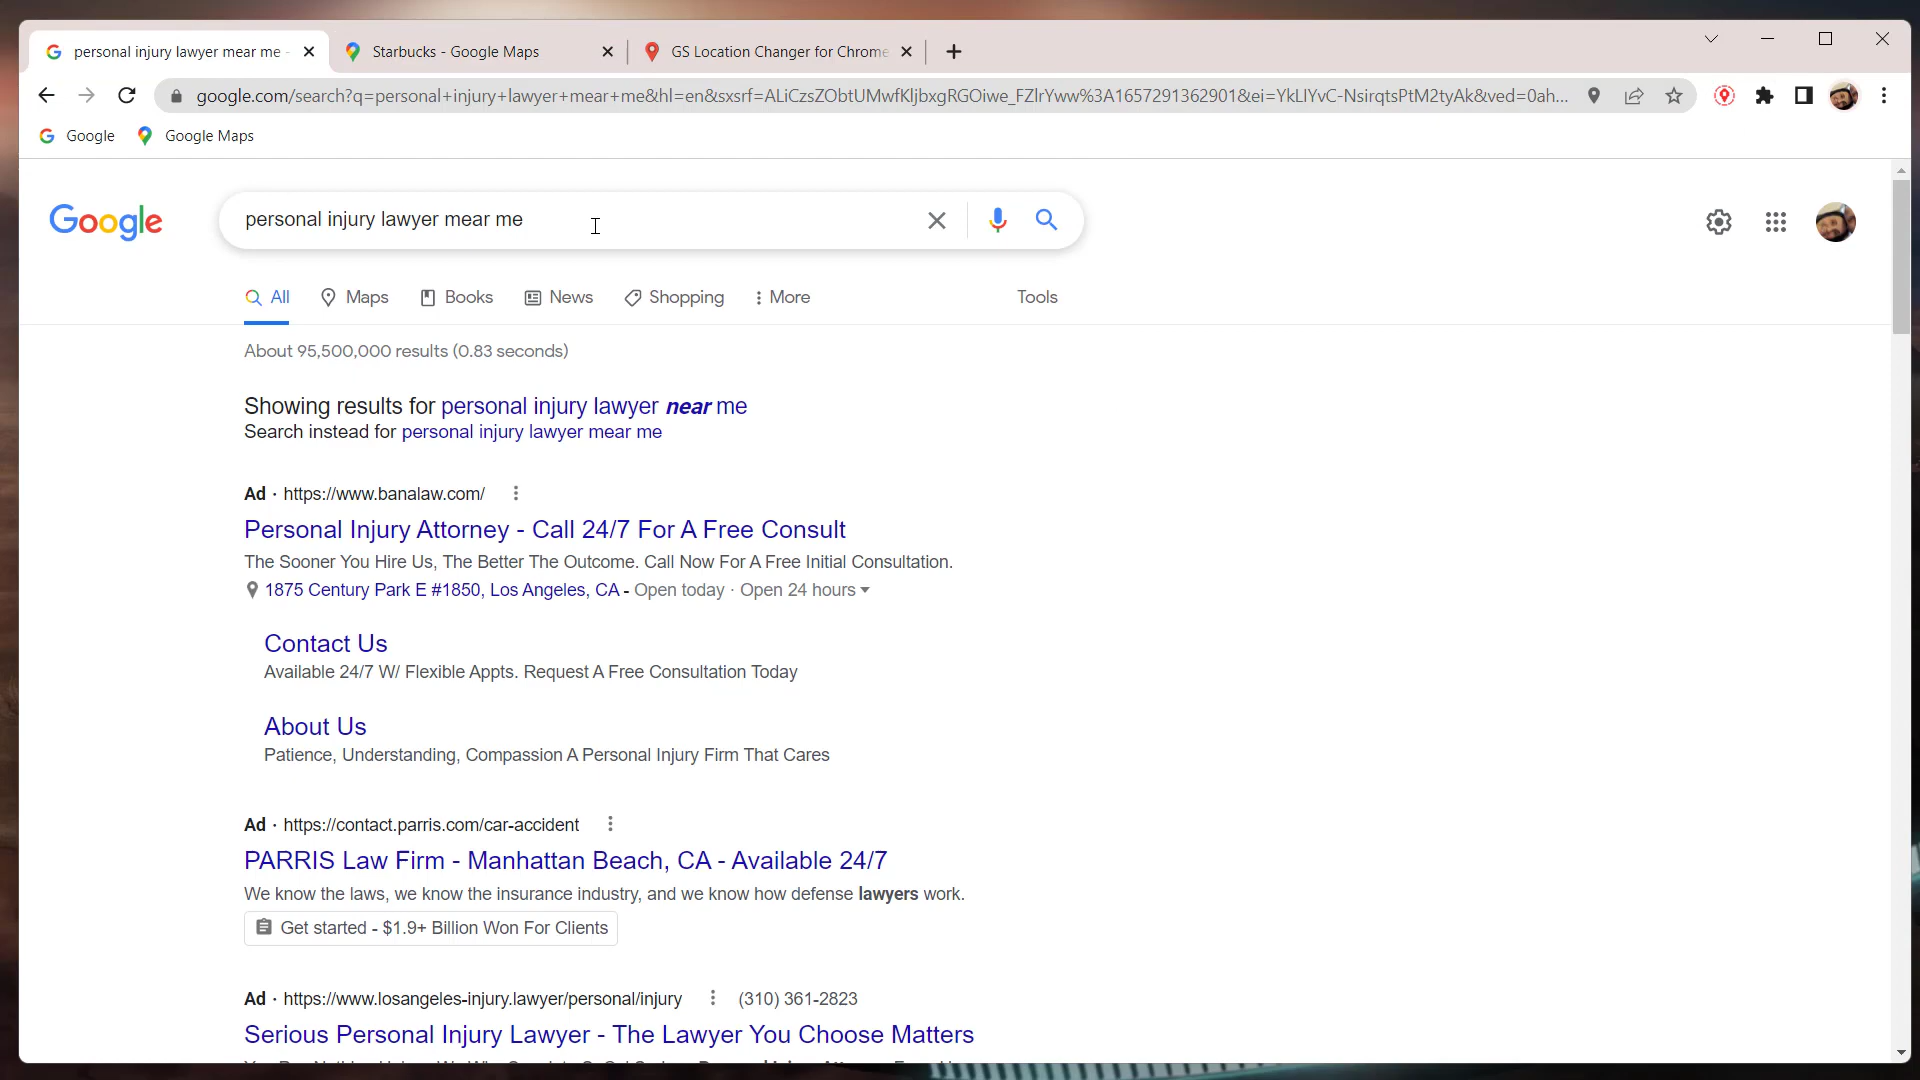 personal injury lawyer mear me -
Starbucks - Google Maps
GS Location Changer for Chrome
google.com/search?q=personal+injury+lawyer+mear+me&hl=en&sxsrf=ALiCzsZObtUMwfKljbxgRGOiwe_FZlrYww%3A1657291362901&ei=YkLIYvC-NsirqtsPtM2tyAk&ved=0ah...
Google
Google Maps
Google
personal injury lawyer mear me
All
Maps
Books
News
Shopping
More
Tools
About 95,500,000 results (0.83 seconds)
Showing results for personal injury lawyer near me
Search instead for personal injury lawyer mear me
Ad · https://www.banalaw.com/
Personal Injury Attorney - Call 24/7 For A Free Consult
The Sooner You Hire Us, The Better The Outcome. Call Now For A Free Initial Consultation.
1875 Century Park E #1850, Los Angeles, CA - Open today · Open 24 hours
Contact Us
Available 24/7 W/ Flexible Appts. Request A Free Consultation Today
About Us
Patience, Understanding, Compassion A Personal Injury Firm That Cares
Ad · https://contact.parris.com/car-accident
PARRIS Law Firm - Manhattan Beach, CA - Available 24/7
We know the laws, we know the insurance industry, and we know how defense lawyers work.
Get started - $1.9+ Billion Won For Clients
Ad · https://www.losangeles-injury.lawyer/personal/injury (310) 361-2823
Serious Personal Injury Lawyer - The Lawyer You Choose Matters